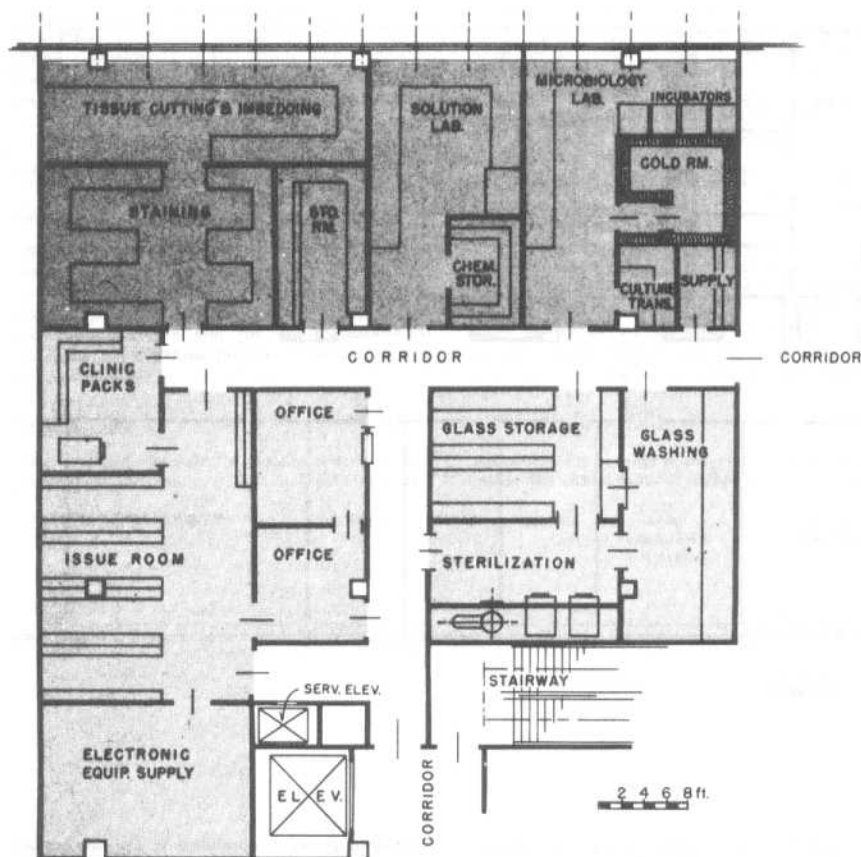 TISSUE CUTTING & IMBEDDING
SOLUTION
LAB.
MICROBIOLOGY
LAB.
INCUBATORS
COLD RM.
STAINING
STO.
RM.
CHEM.
STOR.
CULTURE
TRANS.
SUPPLY
CLINIC
PACKS
CORRIDOR
CORRIDOR
OFFICE
GLASS STORAGE
GLASS
WASHING
ISSUE ROOM
OFFICE
STERILIZATION
SERV. ELEV.
STAIRWAY
ELECTRONIC
EQUIP. SUPPLY
ELEV.
CORRIDOR
2 4 6 8 ft.